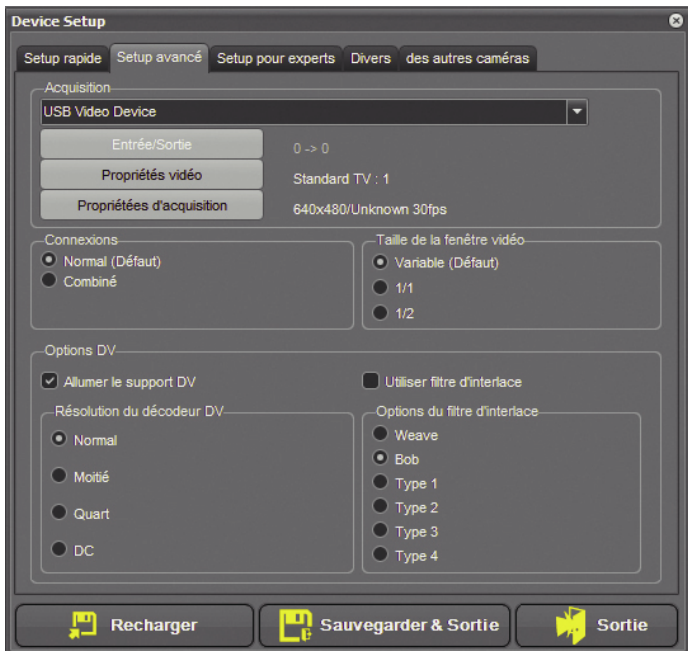 Device Setup
Setup rapide Setup avancé Setup pour experts Divers des autres caméras
Acquisition
USB Video Device
Entrée/Sortie 0 -> 0
Propriétés vidéo Standard TV : 1
Propriétées d'acquisition 640x480/Unknown 30fps
Connexions
Normal (Défaut)
Combiné
Taille de la fenêtre vidéo
Variable (Défaut)
1/1
1/2
Options DV
Allumer le support DV Utiliser filtre d'interlace
Résolution du décodeur DV
Normal
Moitié
Quart
DC
Options du filtre d'interlace
Weave
Bob
Type 1
Type 2
Type 3
Type 4
Recharger Sauvegarder & Sortie Sortie